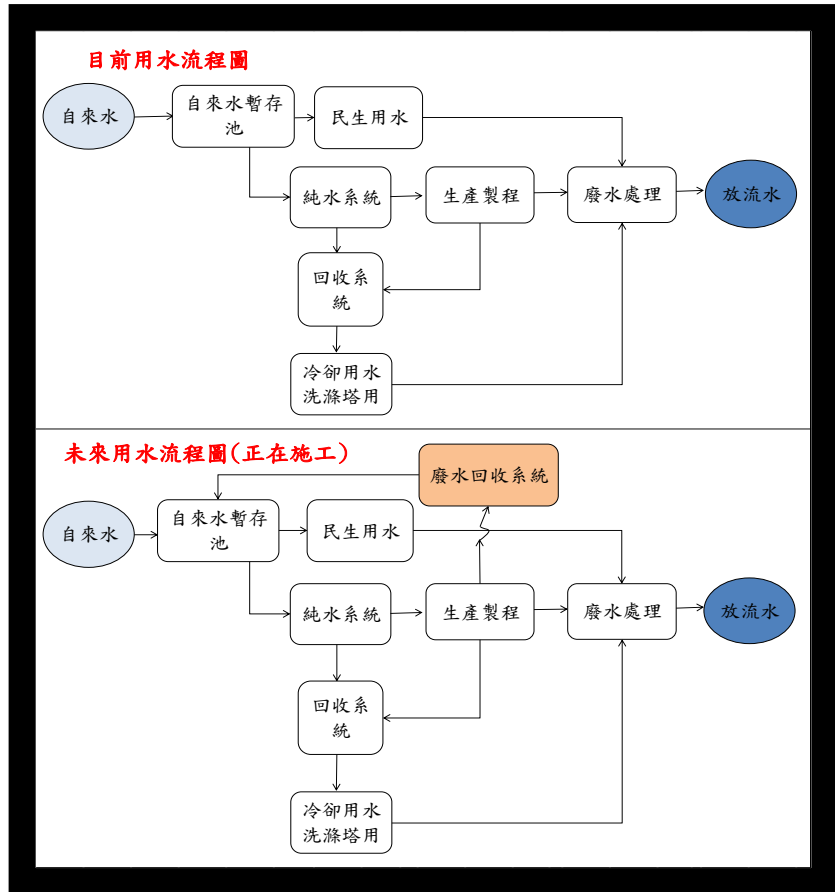 目前用水流程圖
自來水
自來水暫存
池
民生用水
純水系統
生產製程
廢水處理
放流水
回收系
統
冷卻用水
洗滌塔用
未來用水流程圖(正在施工)
廢水回收系統
自來水
自來水暫存
池
民生用水
純水系統
生產製程
廢水處理
放流水
回收系
統
冷卻用水
洗滌塔用